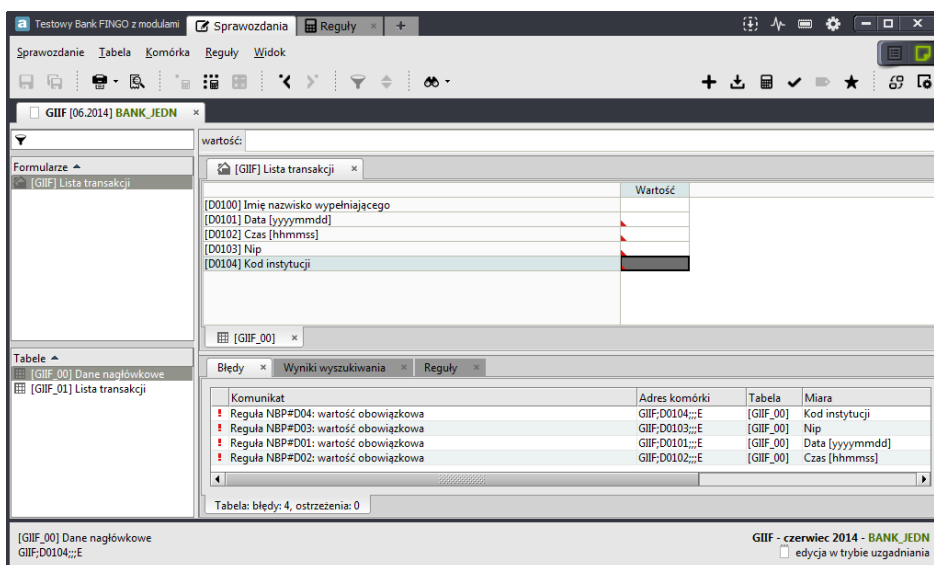 a Testowy Bank FINGO z modulami Sprawozdania Reguły × +
Sprawozdanie Tabela Komórka Reguły Widok
GIIF [06.2014] BANK_JEDN ×
wartość:
Formularze
[GIIF] Lista transakcji
[GIIF] Lista transakcji ×
Wartość
[D0100] Imię nazwisko wypełniającego
[D0101] Data [yyyymmdd]
[D0102] Czas [hhmmss]
[D0103] Nip
[D0104] Kod instytucji
[GIIF_00] ×
Tabele
[GIIF_00] Dane nagłówkowe
[GIIF_01] Lista transakcji
Błędy × Wyniki wyszukiwania × Reguły ×
Komunikat Adres komórki Tabela Miara
! Reguła NBP#D04: wartość obowiązkowa GIIF;D0104;;;E [GIIF_00] Kod instytucji
! Reguła NBP#D03: wartość obowiązkowa GIIF;D0103;;;E [GIIF_00] Nip
! Reguła NBP#D01: wartość obowiązkowa GIIF;D0101;;;E [GIIF_00] Data [yyyymmdd]
! Reguła NBP#D02: wartość obowiązkowa GIIF;D0102;;;E [GIIF_00] Czas [hhmmss]
Tabela: błędy: 4, ostrzeżenia: 0
[GIIF_00] Dane nagłówkowe
GIIF;D0104;;;E
GIIF - czerwiec 2014 - BANK_JEDN
edycja w trybie uzgadniania